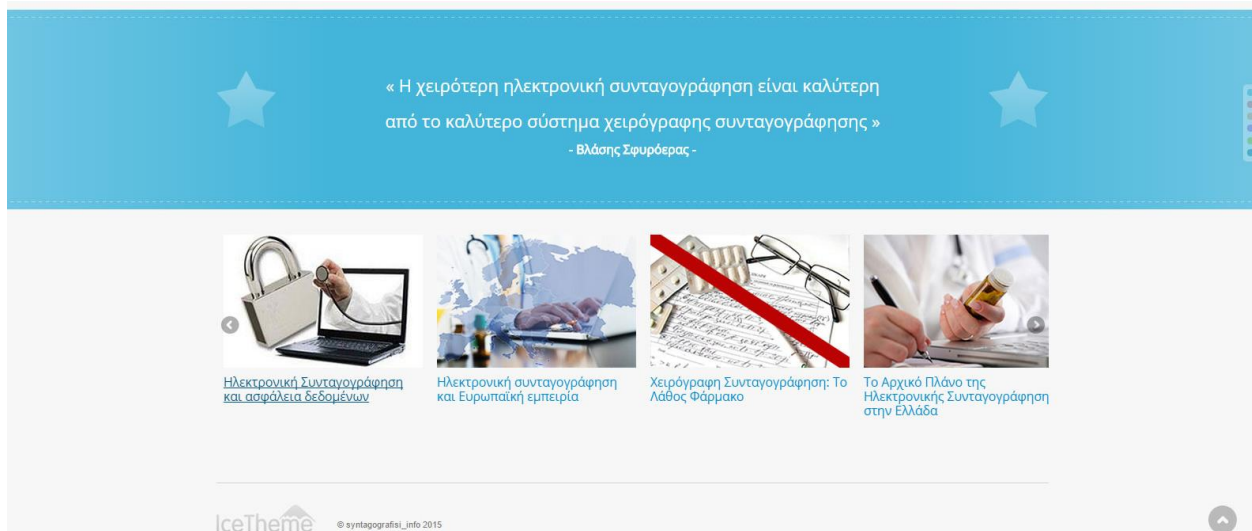 « Η χειρότερη ηλεκτρονική συνταγογράφηση είναι καλύτερη
από το καλύτερο σύστημα χειρόγραφης συνταγογράφησης »
- Βλάσης Σφυρόερας -
Ηλεκτρονική Συνταγογράφηση
και ασφάλεια δεδομένων
Ηλεκτρονική συνταγογράφηση
και Ευρωπαϊκή εμπειρία
Χειρόγραφη Συνταγογράφηση: Το
Λάθος Φάρμακο
Το Αρχικό Πλάνο της
Ηλεκτρονικής Συνταγογράφηση
στην Ελλάδα
IceTheme
© syntagografisi_info 2015